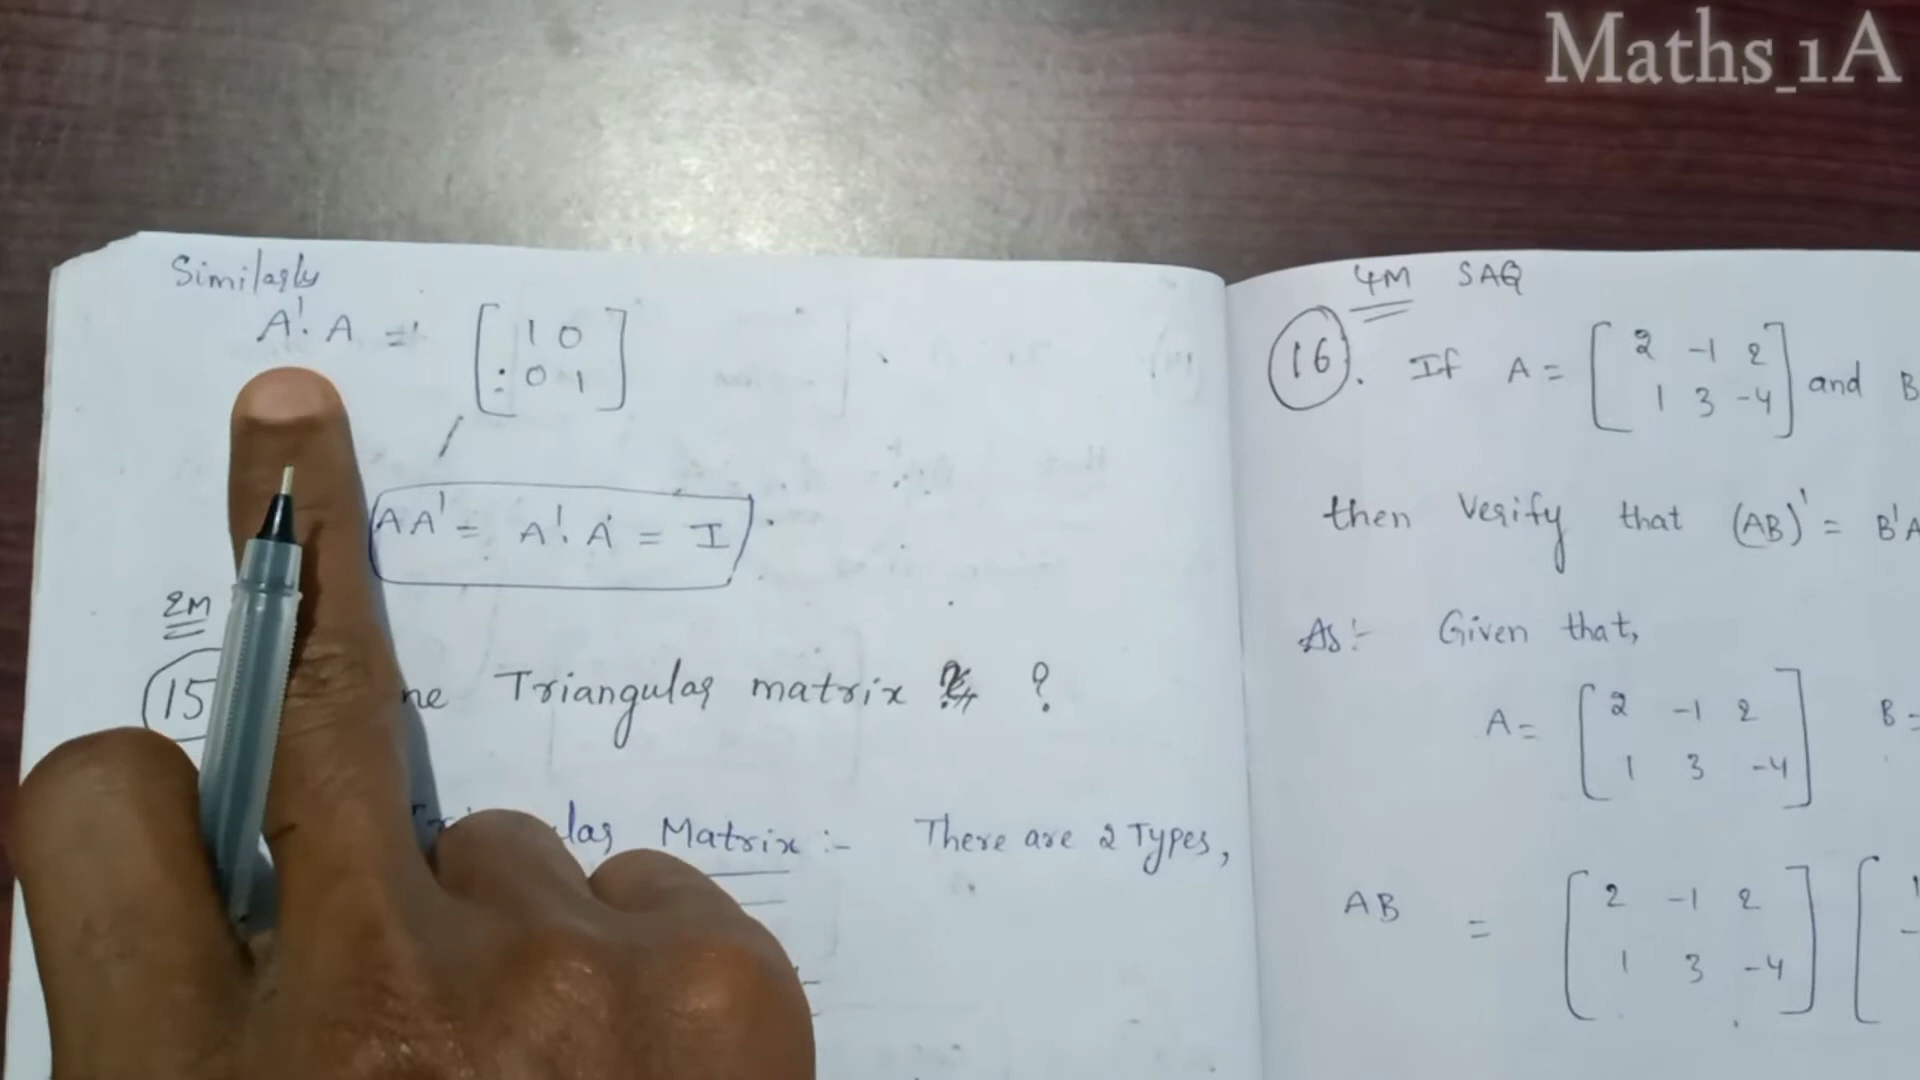 Maths_1A
Similarly
A'. A = [ 1 0
0 1 ]
AA' = A'. A = I
2M
15 ne Triangular matrix ?
Matrix :- There are 2 Types,
4M SAQ
16. If A = [ 2 -1 2
1 3 -4 ] and B
then Verify that (AB)' = B'A
As:- Given that,
A = [ 2 -1 2
1 3 -4 ] B =
AB = [ 2 -1 2
1 3 -4 ] [ 1